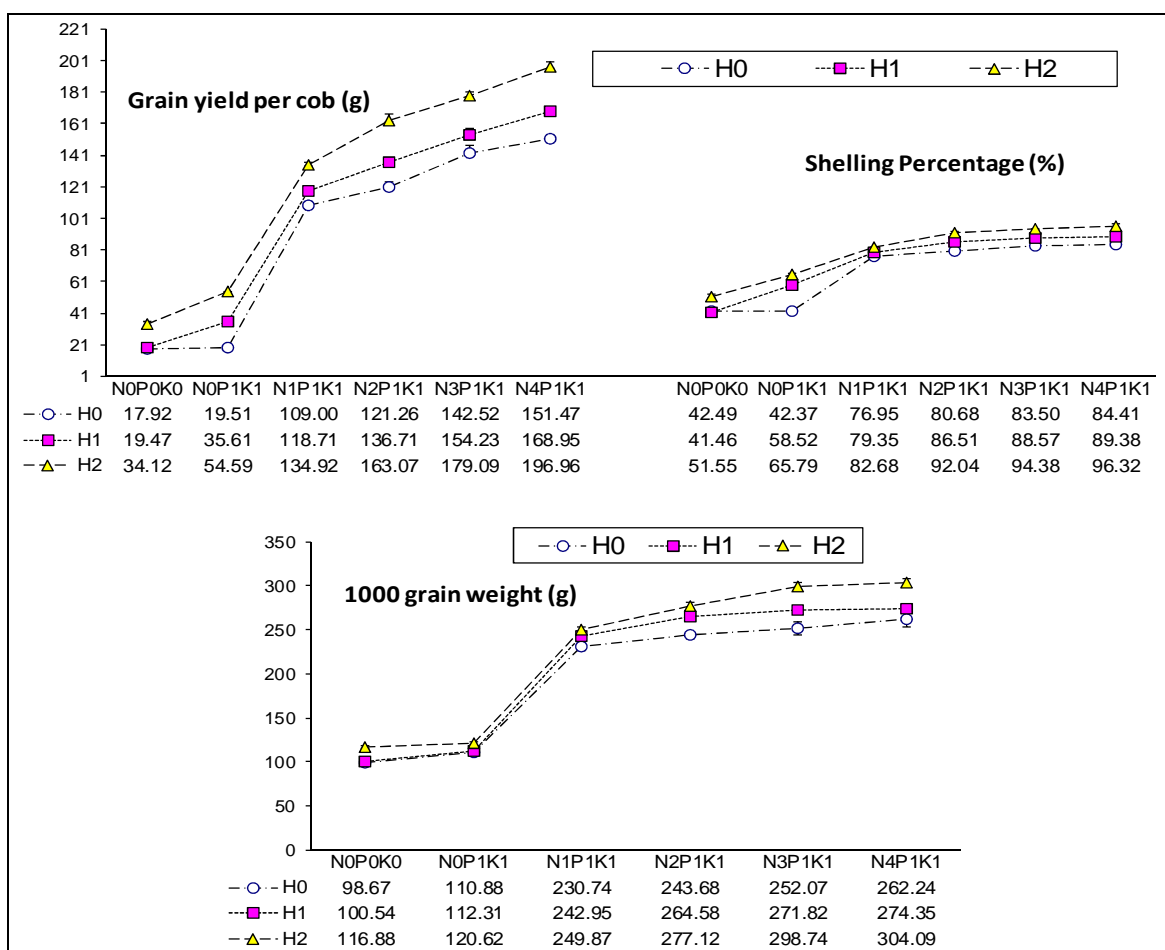 221
201
181
161
141
121
101
81
61
41
21
1
Grain yield per cob (g)
H0 H1 H2
Shelling Percentage (%)
N0P0K0 N0P1K1 N1P1K1 N2P1K1 N3P1K1 N4P1K1 N0P0K0 N0P1K1 N1P1K1 N2P1K1 N3P1K1 N4P1K1
H0 17.92 19.51 109.00 121.26 142.52 151.47 42.49 42.37 76.95 80.68 83.50 84.41
H1 19.47 35.61 118.71 136.71 154.23 168.95 41.46 58.52 79.35 86.51 88.57 89.38
H2 34.12 54.59 134.92 163.07 179.09 196.96 51.55 65.79 82.68 92.04 94.38 96.32
H0 H1 H2
1000 grain weight (g)
350
300
250
200
150
100
50
0
N0P0K0 N0P1K1 N1P1K1 N2P1K1 N3P1K1 N4P1K1
H0 98.67 110.88 230.74 243.68 252.07 262.24
H1 100.54 112.31 242.95 264.58 271.82 274.35
H2 116.88 120.62 249.87 277.12 298.74 304.09